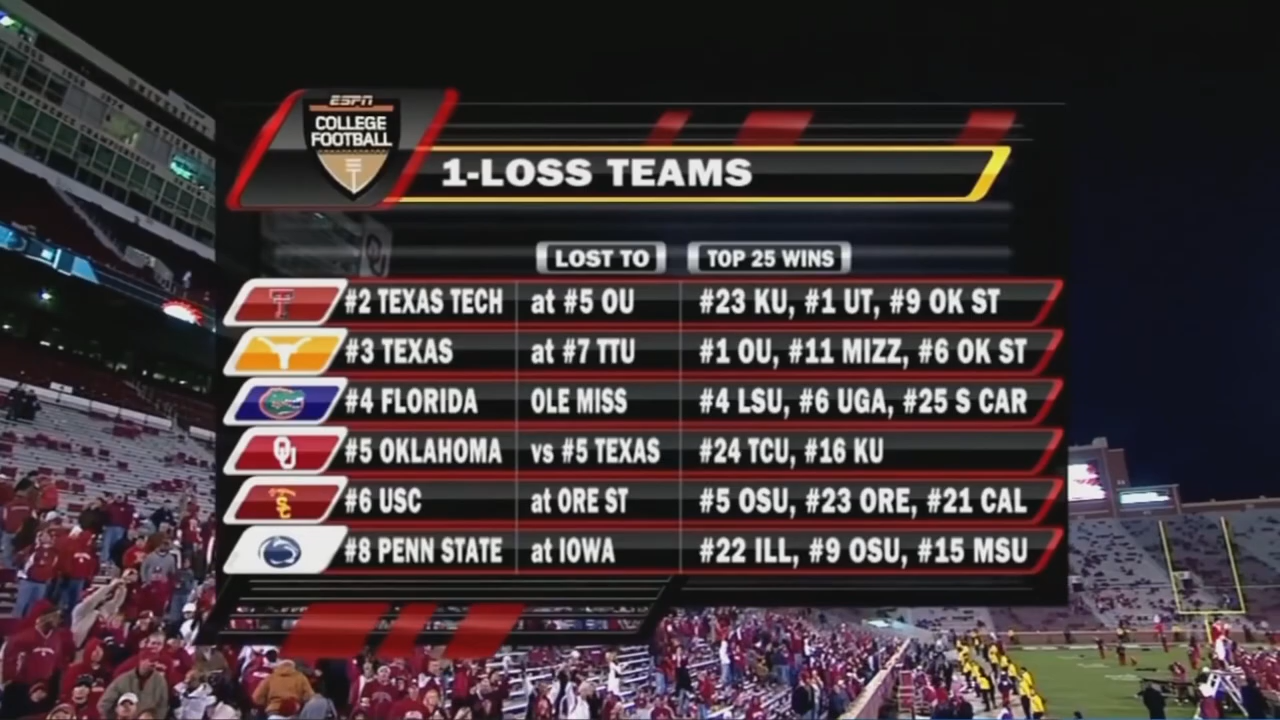 ESPN
COLLEGE
FOOTBALL
1-LOSS TEAMS
LOST TO TOP 25 WINS
#2 TEXAS TECH at #5 OU #23 KU, #1 UT, #9 OK ST
#3 TEXAS at #7 TTU #1 OU, #11 MIZZ, #6 OK ST
#4 FLORIDA OLE MISS #4 LSU, #6 UGA, #25 S CAR
OU #5 OKLAHOMA vs #5 TEXAS #24 TCU, #16 KU
SC #6 USC at ORE ST #5 OSU, #23 ORE, #21 CAL
#8 PENN STATE at IOWA #22 ILL, #9 OSU, #15 MSU